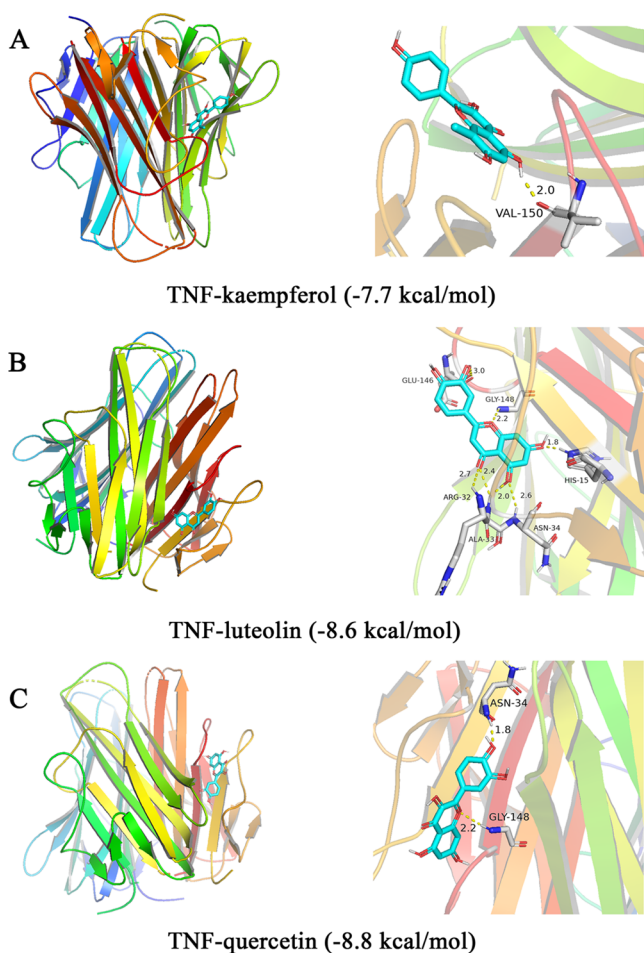 A
2.0
VAL-150
TNF-kaempferol (-7.7 kcal/mol)
B
3.0
GLU-146
GLY-148
2.2
1.8
2.7
2.4
HIS-15
ARG-32
2.0
2.6
ASN-34
ALA-33
TNF-luteolin (-8.6 kcal/mol)
C
ASN-34
1.8
GLY-148
2.2
TNF-quercetin (-8.8 kcal/mol)